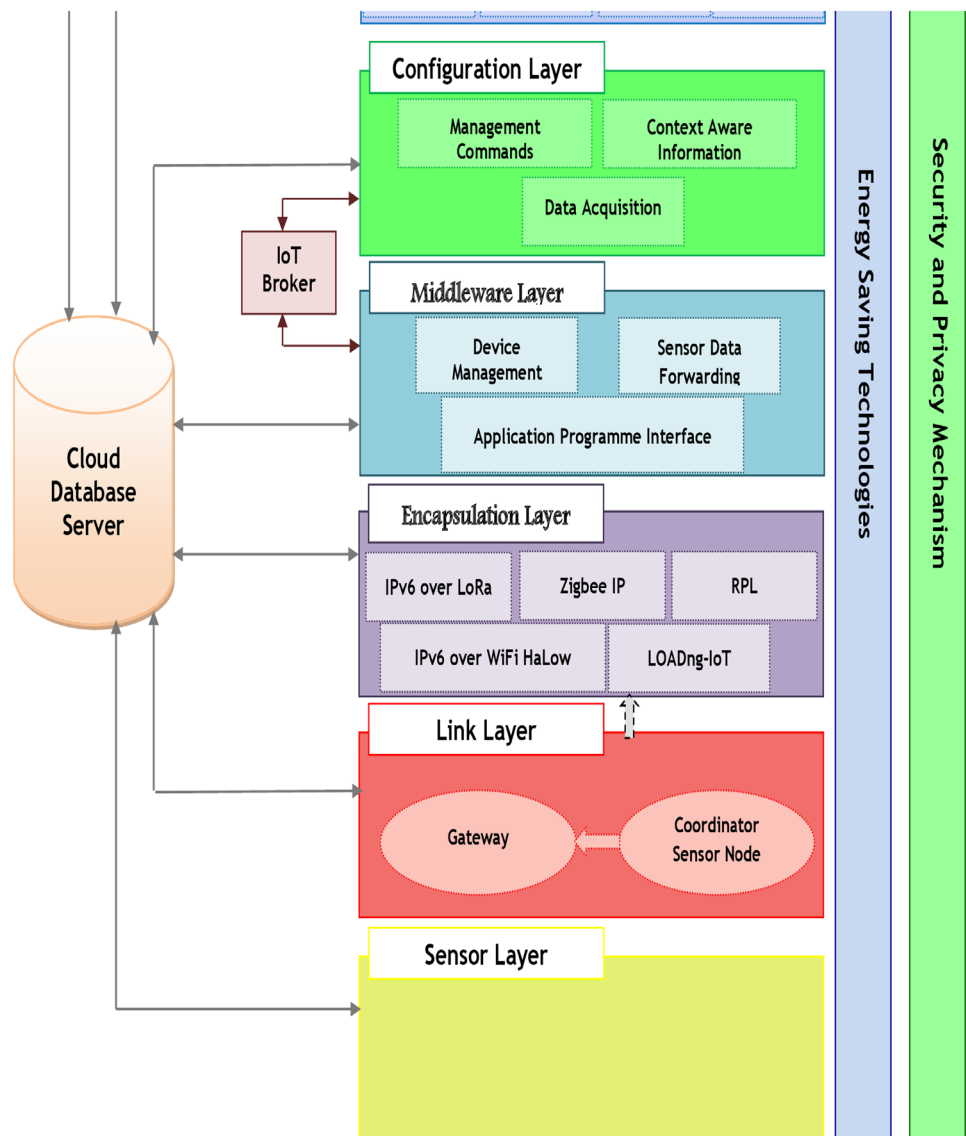 Configuration Layer
Management
Commands
Context Aware
Information
Data Acquisition
IoT
Broker
Middleware Layer
Device
Management
Sensor Data
Forwarding
Application Programme Interface
Cloud
Database
Server
Encapsulation Layer
IPv6 over LoRa
Zigbee IP
RPL
IPv6 over WiFi HaLow
LOADng-IoT
Link Layer
Gateway
Coordinator
Sensor Node
Sensor Layer
Energy Saving Technologies
Security and Privacy Mechanism